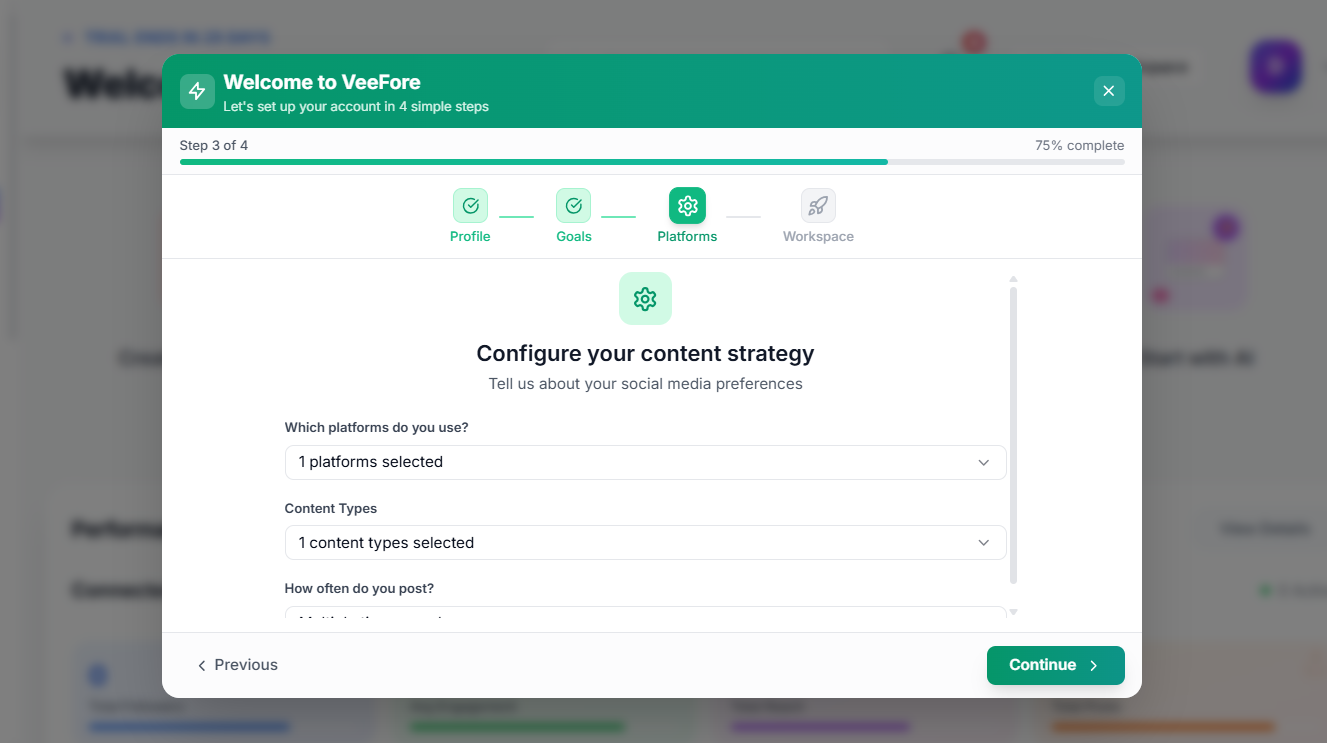 Welcome to VeeFore
Let's set up your account in 4 simple steps
Step 3 of 4
75% complete
Profile
Goals
Platforms
Workspace
Configure your content strategy
Tell us about your social media preferences
Which platforms do you use?
1 platforms selected
Content Types
1 content types selected
How often do you post?
Previous
Continue